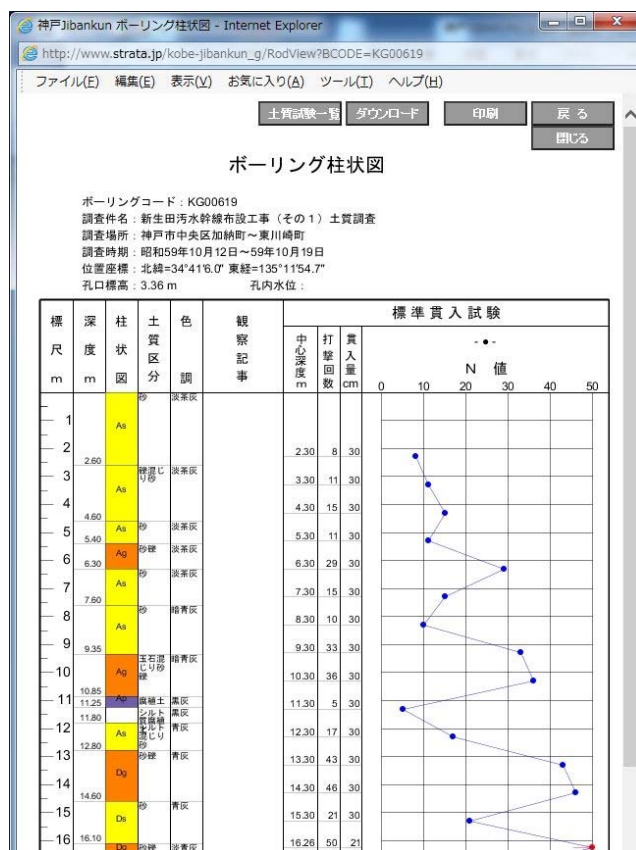 神戸Jibankun ボーリング柱状図 - Internet Explorer
http://www.strata.jp/kobe-jibankun_g/RodView?BCODE=KG00619
ファイル(F) 編集(E) 表示(V) お気に入り(A) ツール(T) ヘルプ(H)
土質試験一覧 ダウンロード 印刷 戻る
閉じる
ボーリング柱状図
ボーリングコード : KG00619
調査件名 : 新生田汚水幹線布設工事（その１）土質調査
調査場所 : 神戸市中央区加納町～東川崎町
調査時期 : 昭和59年10月12日～59年10月19日
位置座標 : 北緯=34°41'6.0" 東経=135°11'54.7"
孔口標高 : 3.36 m 孔内水位 :
標尺 m 深度 m 柱状図 土質区分 色調 観察記事 標準貫入試験
中心深度 m 打撃回数 貫入量 cm - ● - N 値
0 10 20 30 40 50
As 砂 淡茶灰
1
2 2.30 8 30
2.60
3 As 礫混じり砂 淡茶灰 3.30 11 30
4 4.30 15 30
4.60
5 As 砂 淡茶灰 5.30 11 30
5.40
6 Ag 砂礫 淡茶灰 6.30 29 30
6.30
7 As 砂 淡茶灰 7.30 15 30
7.60
8 As 砂 暗青灰 8.30 10 30
9 9.30 33 30
9.35
10 Ag 玉石混じり砂礫 暗青灰 10.30 36 30
10.85
11 Ap 腐植土 黒灰 11.30 5 30
11.25
シルト質腐植土 黒灰
11.80
12 As シルト混じり砂 青灰 12.30 17 30
12.80
13 Dg 砂礫 青灰 13.30 43 30
14 14.30 46 30
14.60
15 Ds 砂 青灰 15.30 21 30
16 16.10
Dg 砂礫 淡青灰 16.26 50 21